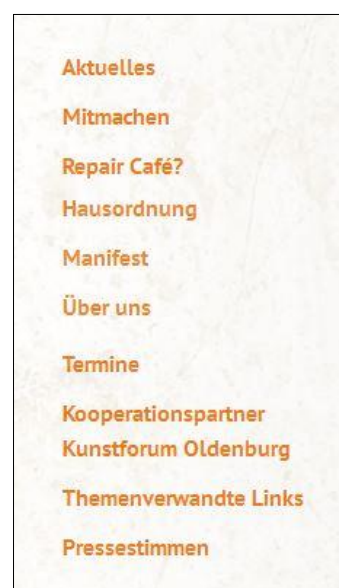 Aktuelles
Mitmachen
Repair Café?
Hausordnung
Manifest
Über uns
Termine
Kooperationspartner
Kunstforum Oldenburg
Themenverwandte Links
Pressestimmen